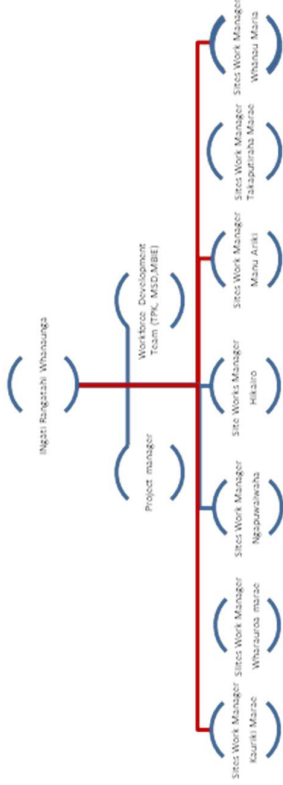 INgati Rangatahi Whanaunga
Project manager
Workforce Development
Team (TPK, MSD,MBIE)
Sites Work Manager
Kauriki Marae
Sites Work Manager
Wharauroa marae
Sites Work Manager
Ngapuwaiwaha
Site Works Manager
Hikairo
Sites Work Manager
Manu Ariki
Sites Work Manager
Takaputiraha Marae
Sites Work Manager
Whanau Maria